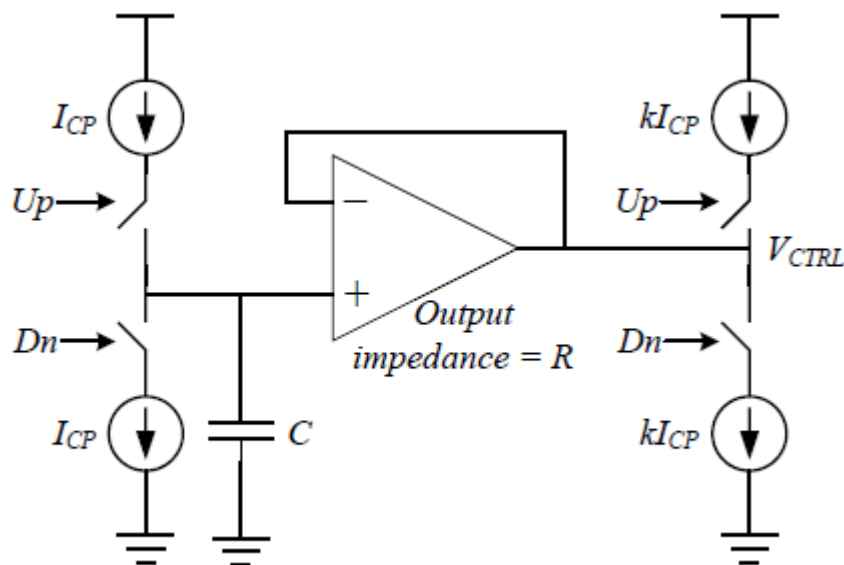 I_CP
kI_CP
Up
Up
−
V_CTRL
+
Output
impedance = R
Dn
Dn
I_CP
C
kI_CP